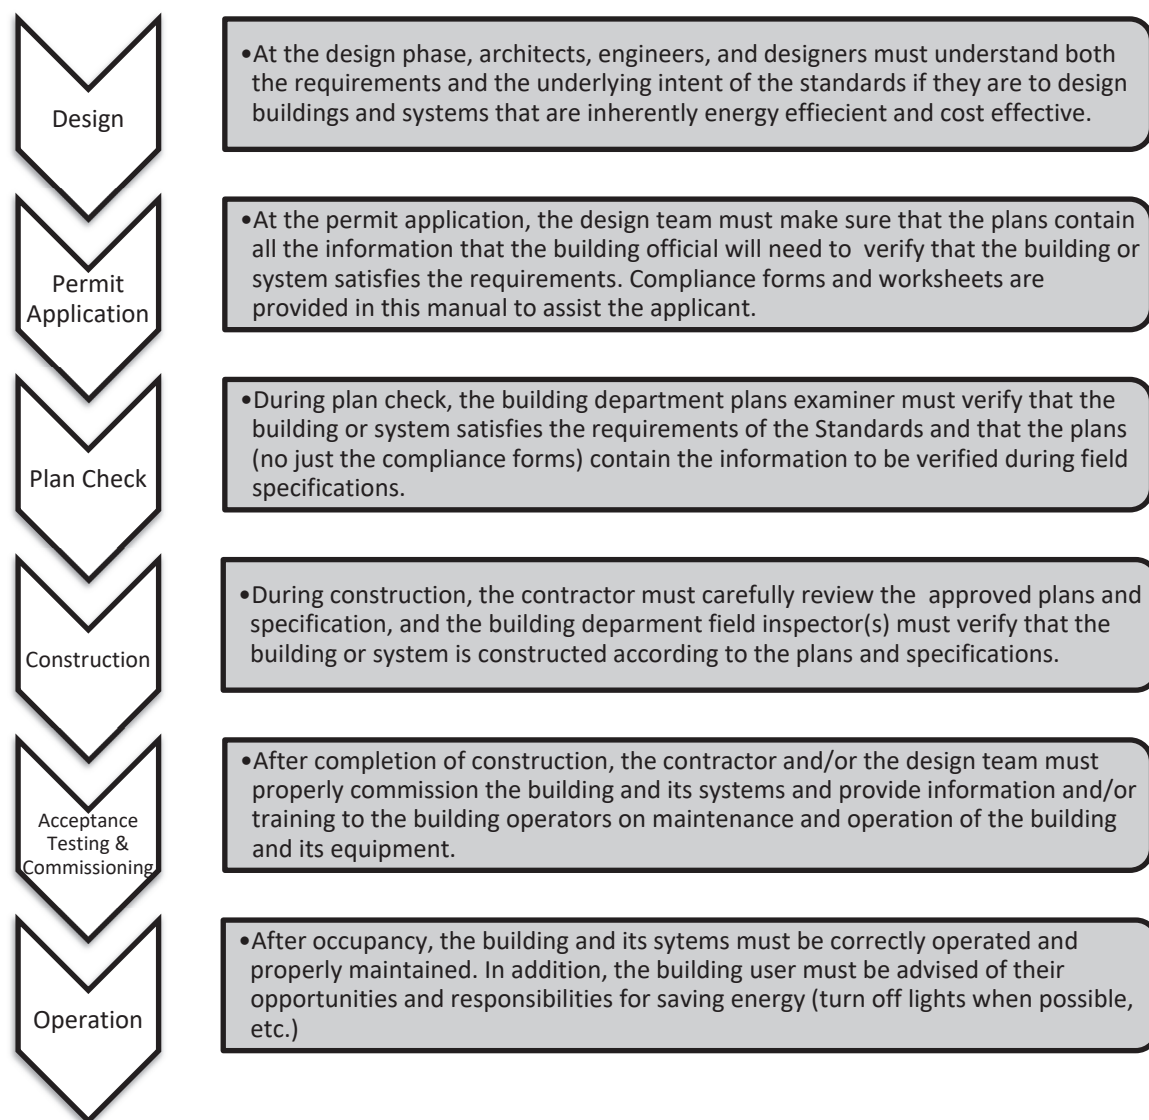 Design
•At the design phase, architects, engineers, and designers must understand both
the requirements and the underlying intent of the standards if they are to design
buildings and systems that are inherently energy effiecient and cost effective.
Permit
Application
•At the permit application, the design team must make sure that the plans contain
all the information that the building official will need to  verify that the building or
system satisfies the requirements. Compliance forms and worksheets are
provided in this manual to assist the applicant.
Plan Check
•During plan check, the building department plans examiner must verify that the
building or system satisfies the requirements of the Standards and that the plans
(no just the compliance forms) contain the information to be verified during field
specifications.
Construction
•During construction, the contractor must carefully review the  approved plans and
specification, and the building deparment field inspector(s) must verify that the
building or system is constructed according to the plans and specifications.
Acceptance
Testing &
Commissioning
•After completion of construction, the contractor and/or the design team must
properly commission the building and its systems and provide information and/or
training to the building operators on maintenance and operation of the building
and its equipment.
Operation
•After occupancy, the building and its sytems must be correctly operated and
properly maintained. In addition, the building user must be advised of their
opportunities and responsibilities for saving energy (turn off lights when possible,
etc.)